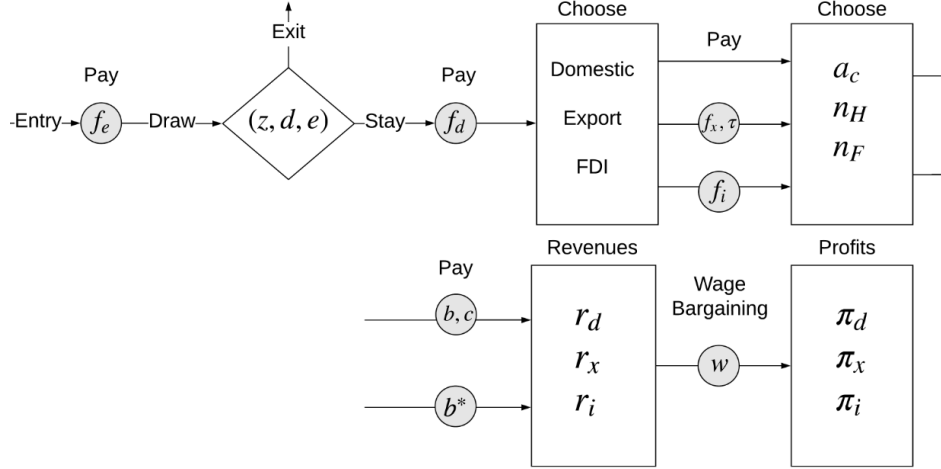 Choose
Choose
Exit
Pay
Domestic
a_c
Pay
Pay
Entry
f_e
Draw
(z, d, e)
Stay
f_d
Export
f_x, τ
n_H
n_F
FDI
f_i
Revenues
Profits
Pay
Wage
Bargaining
b, c
r_d
π_d
r_x
w
π_x
b*
r_i
π_i